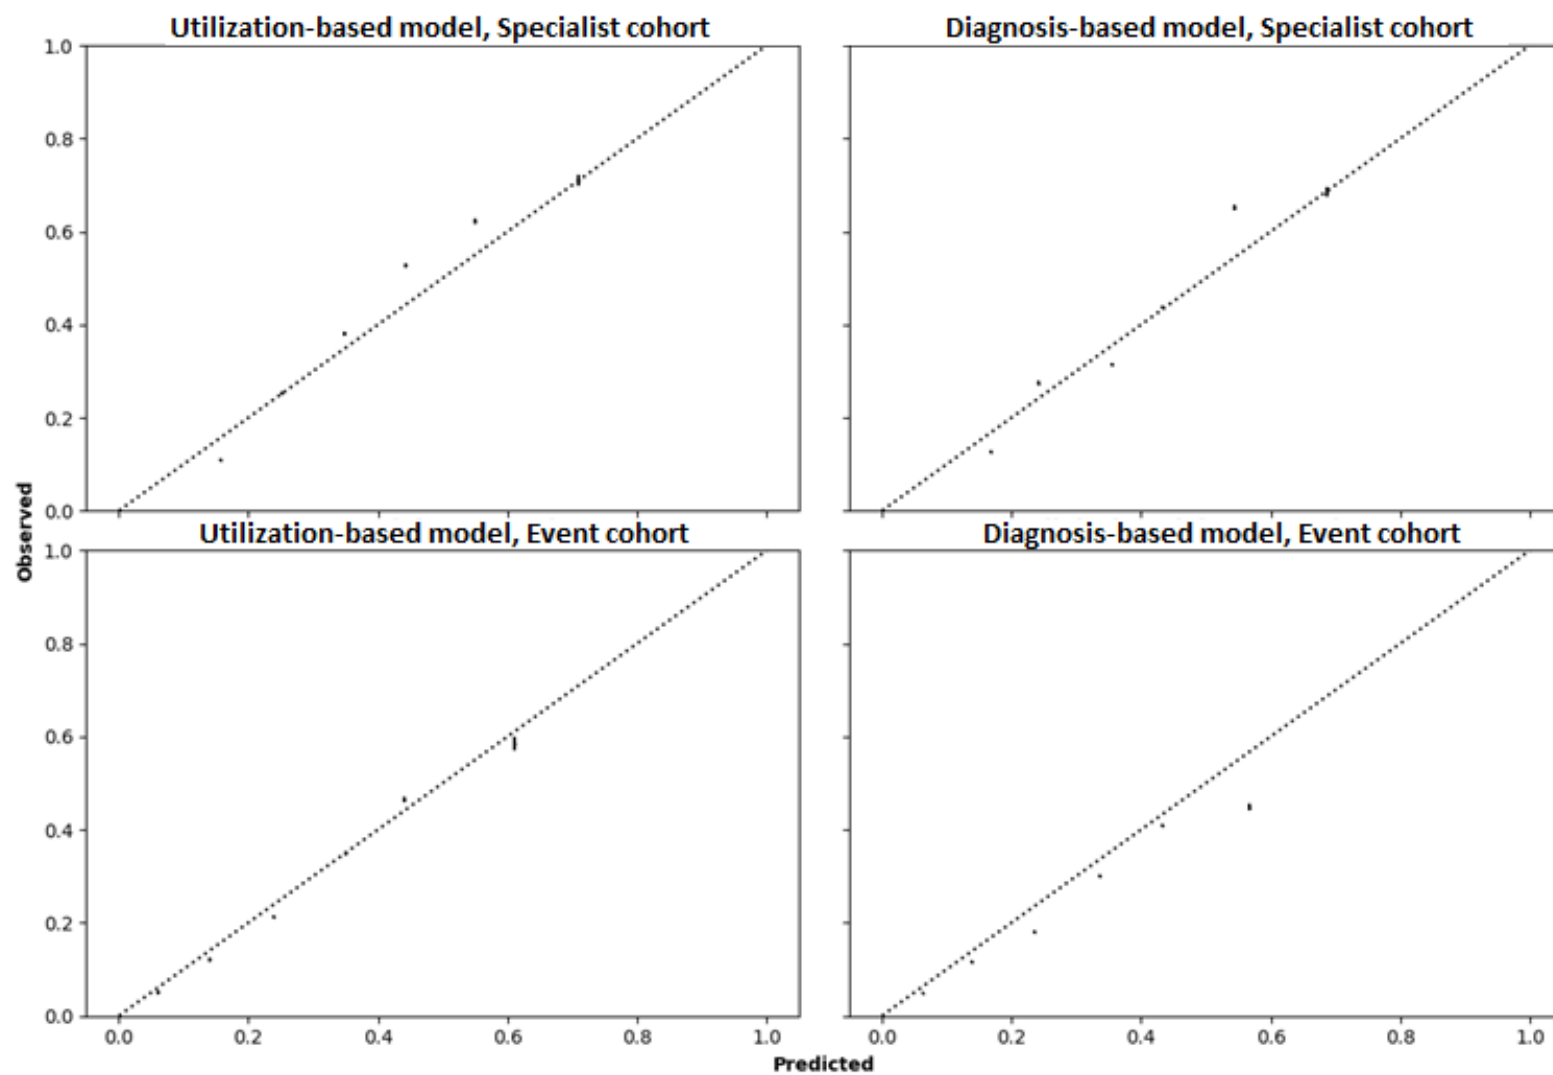 Utilization-based model, Specialist cohort
Diagnosis-based model, Specialist cohort
1.0
0.8
0.6
0.4
0.2
0.0
Observed
Utilization-based model, Event cohort
Diagnosis-based model, Event cohort
1.0
0.8
0.6
0.4
0.2
0.0
0.0 0.2 0.4 0.6 0.8 1.0
0.0 0.2 0.4 0.6 0.8 1.0
Predicted